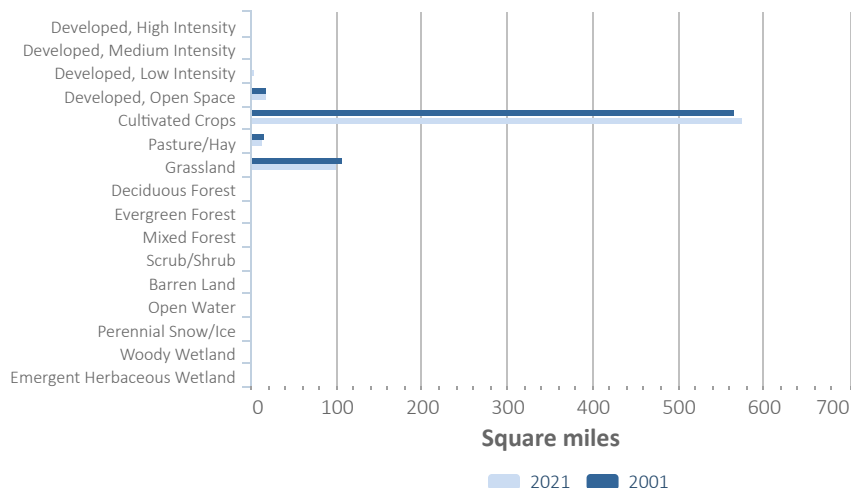 Developed, High Intensity
Developed, Medium Intensity
Developed, Low Intensity
Developed, Open Space
Cultivated Crops
Pasture/Hay
Grassland
Deciduous Forest
Evergreen Forest
Mixed Forest
Scrub/Shrub
Barren Land
Open Water
Perennial Snow/Ice
Woody Wetland
Emergent Herbaceous Wetland
0 100 200 300 400 500 600 700
Square miles
2021 2001